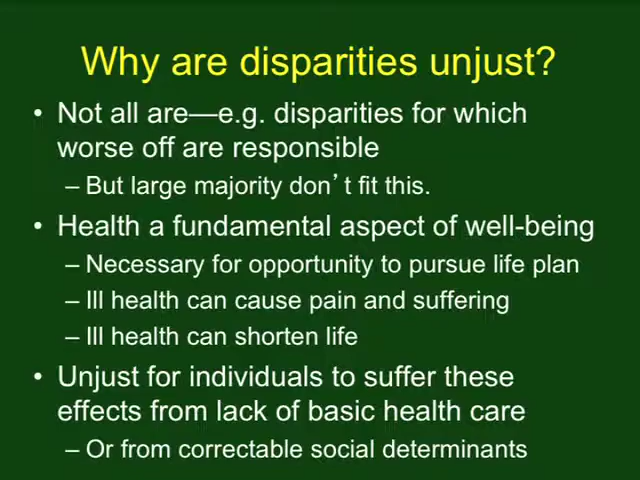 Why are disparities unjust?
• Not all are—e.g. disparities for which
worse off are responsible
– But large majority don’t fit this.
• Health a fundamental aspect of well-being
– Necessary for opportunity to pursue life plan
– Ill health can cause pain and suffering
– Ill health can shorten life
• Unjust for individuals to suffer these
effects from lack of basic health care
– Or from correctable social determinants